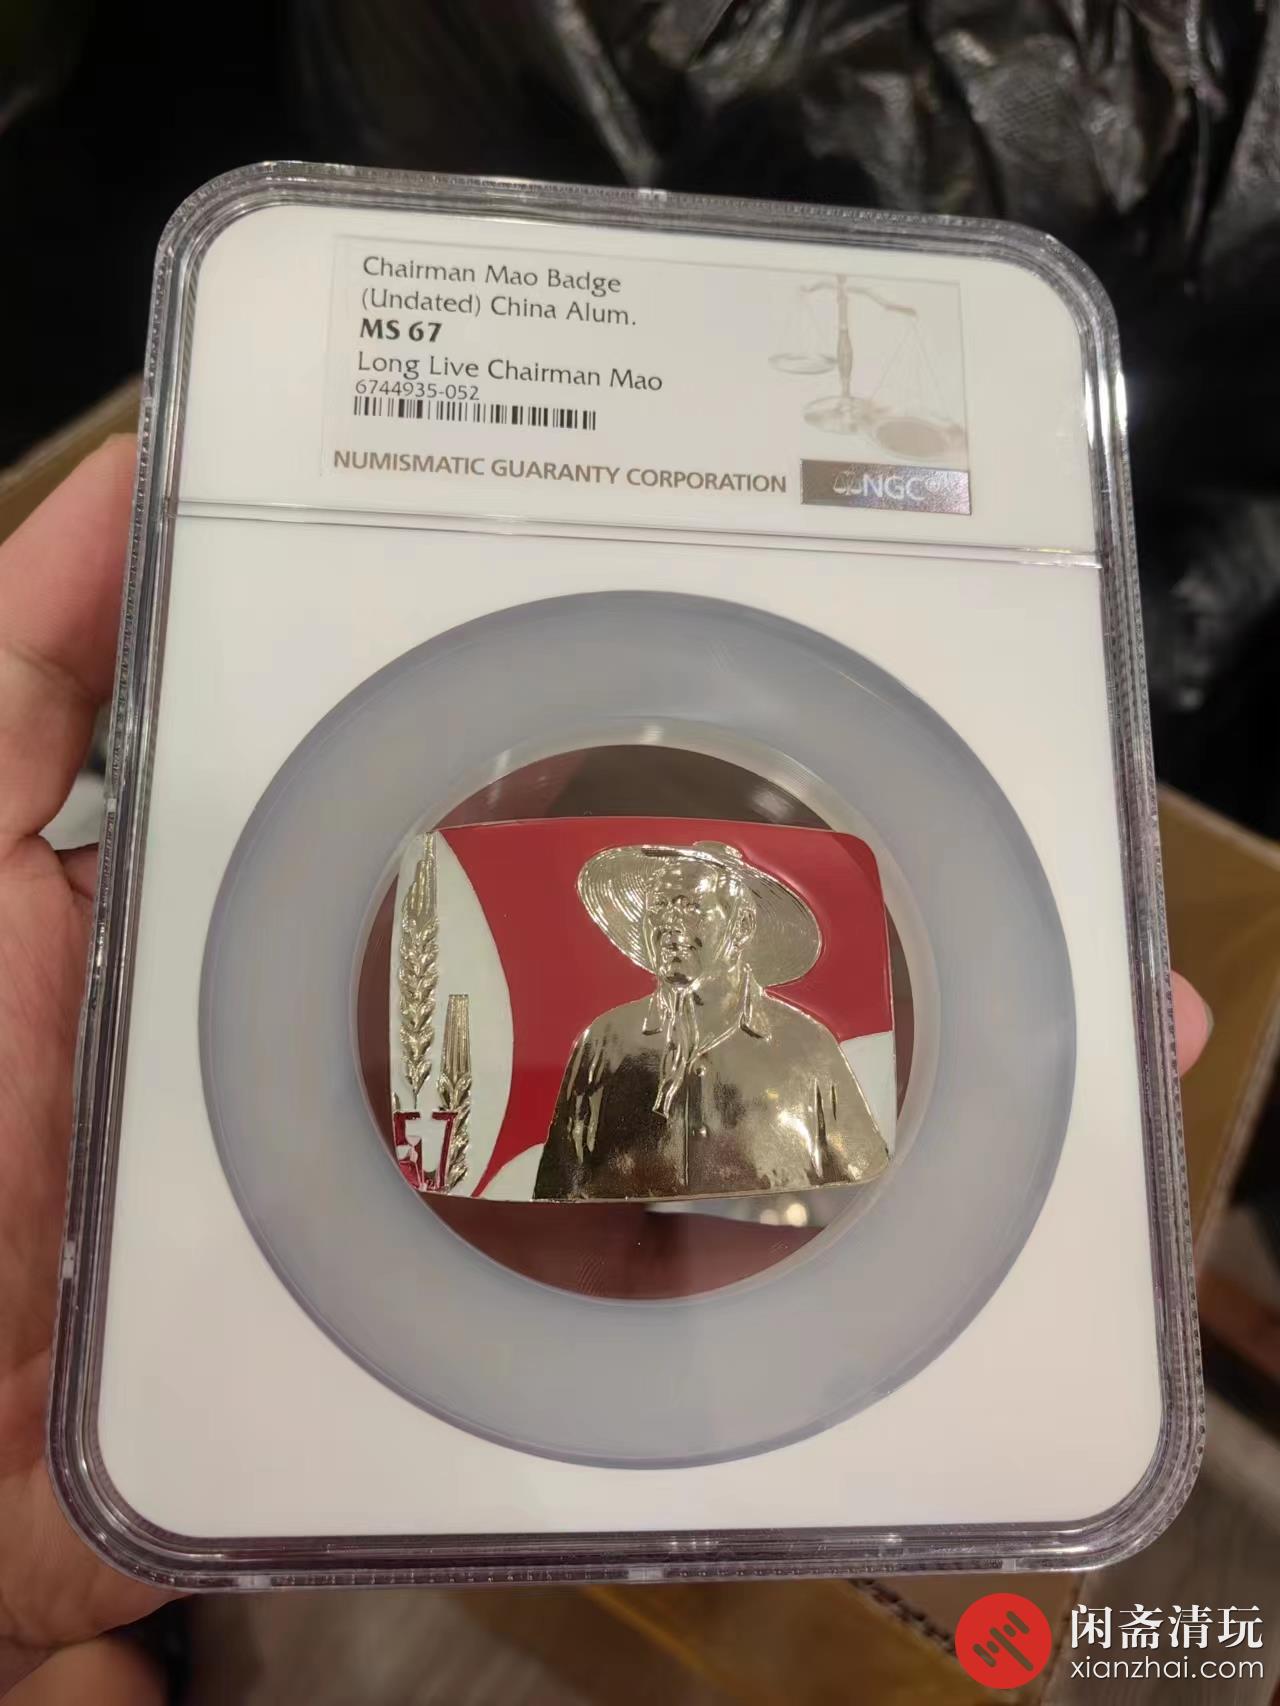 Chairman Mao Badge
(Undated) China Alum.
MS 67
Long Live Chairman Mao
6744935-052
NUMISMATIC GUARANTY CORPORATION
NGC
57
闲斋清玩
xianzhai.com